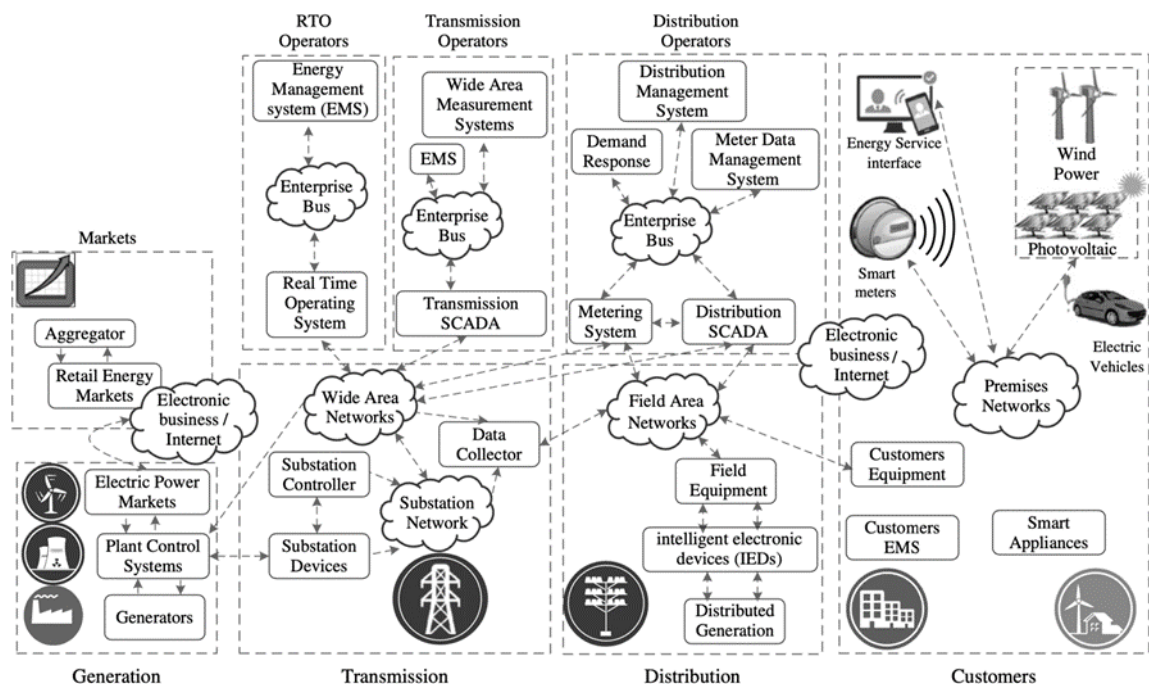 RTO
Operators
Transmission
Operators
Distribution
Operators
Energy
Management
system (EMS)
Enterprise
Bus
Real Time
Operating
System
Wide Area
Measurement
Systems
EMS
Enterprise
Bus
Transmission
SCADA
Distribution
Management
System
Demand
Response
Meter Data
Management
System
Enterprise
Bus
Metering
System
Distribution
SCADA
Energy Service
interface
Wind
Power
Photovoltaic
Smart
meters
Electric
Vehicles
Premises
Networks
Electronic
business /
Internet
Markets
Aggregator
Retail Energy
Markets
Electronic
business /
Internet
Electric Power
Markets
Plant Control
Systems
Generators
Wide Area
Networks
Data
Collector
Substation
Controller
Substation
Network
Substation
Devices
Field Area
Networks
Field
Equipment
intelligent electronic
devices (IEDs)
Distributed
Generation
Customers
Equipment
Customers
EMS
Smart
Appliances
Generation
Transmission
Distribution
Customers